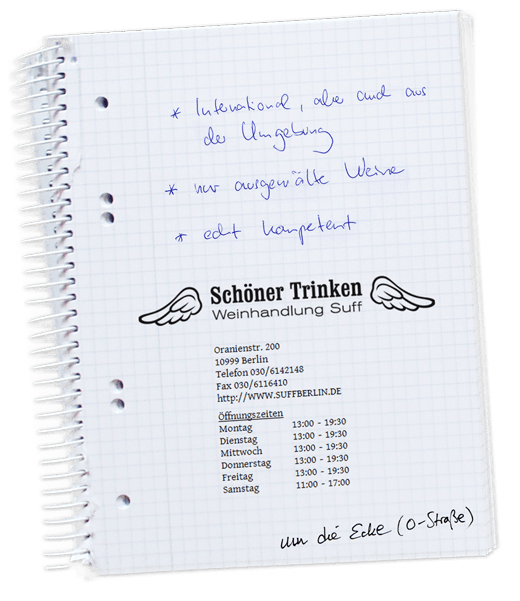 * International, aber auch aus
der Umgebung
* nur ausgewälte Weine
* echt kompetent
Schöner Trinken
Weinhandlung Suff
Oranienstr. 200
10999 Berlin
Telefon 030/6142148
Fax 030/6116410
http://WWW.SUFFBERLIN.DE
Öffnungszeiten
Montag 13:00 - 19:30
Dienstag 13:00 - 19:30
Mittwoch 13:00 - 19:30
Donnerstag 13:00 - 19:30
Freitag 13:00 - 19:30
Samstag 11:00 - 17:00
um die Ecke (O-Straße)